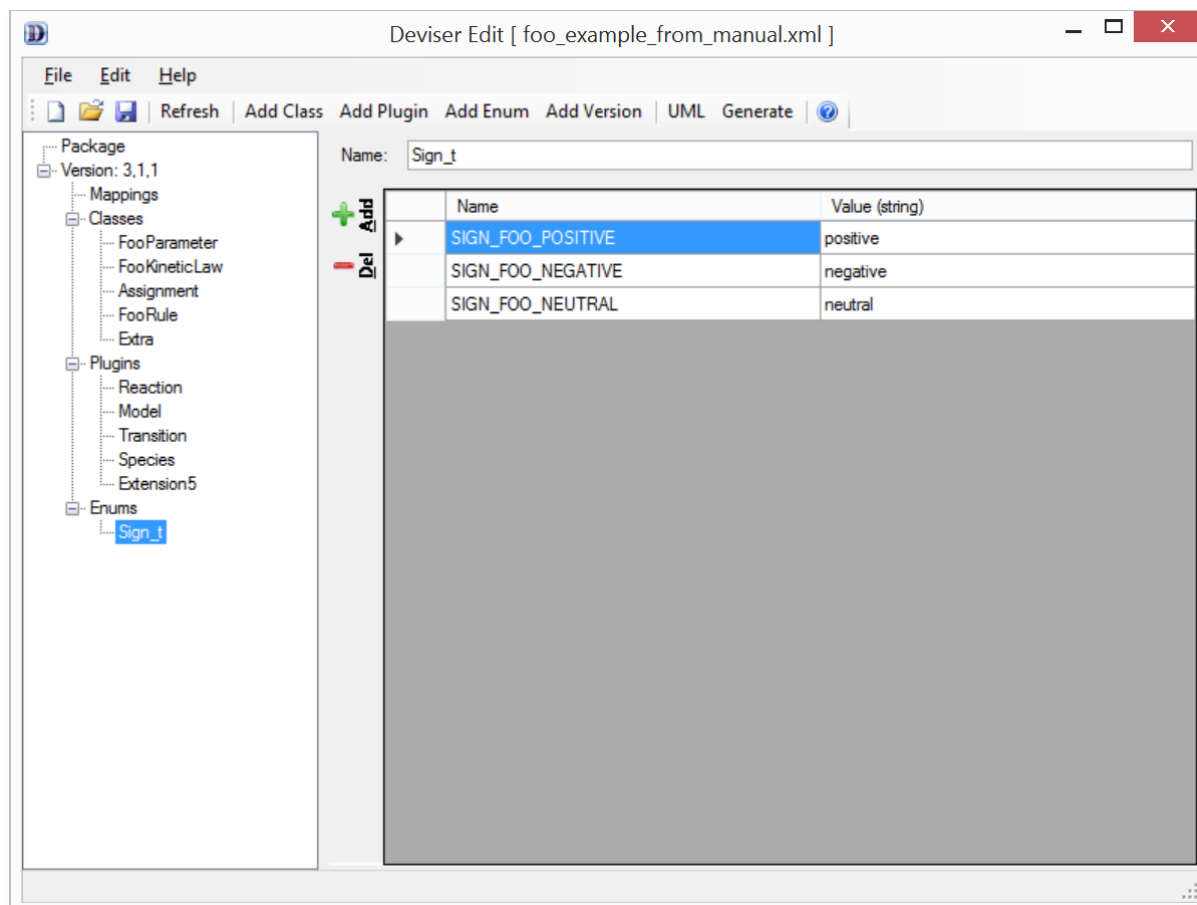 Deviser Edit [ foo_example_from_manual.xml ]
File Edit Help
Refresh Add Class Add Plugin Add Enum Add Version UML Generate
Package
Version: 3,1,1
Mappings
Classes
FooParameter
FooKineticLaw
Assignment
FooRule
Extra
Plugins
Reaction
Model
Transition
Species
Extension5
Enums
Sign_t
Name: Sign_t
Add
Del
Name Value (string)
SIGN_FOO_POSITIVE positive
SIGN_FOO_NEGATIVE negative
SIGN_FOO_NEUTRAL neutral